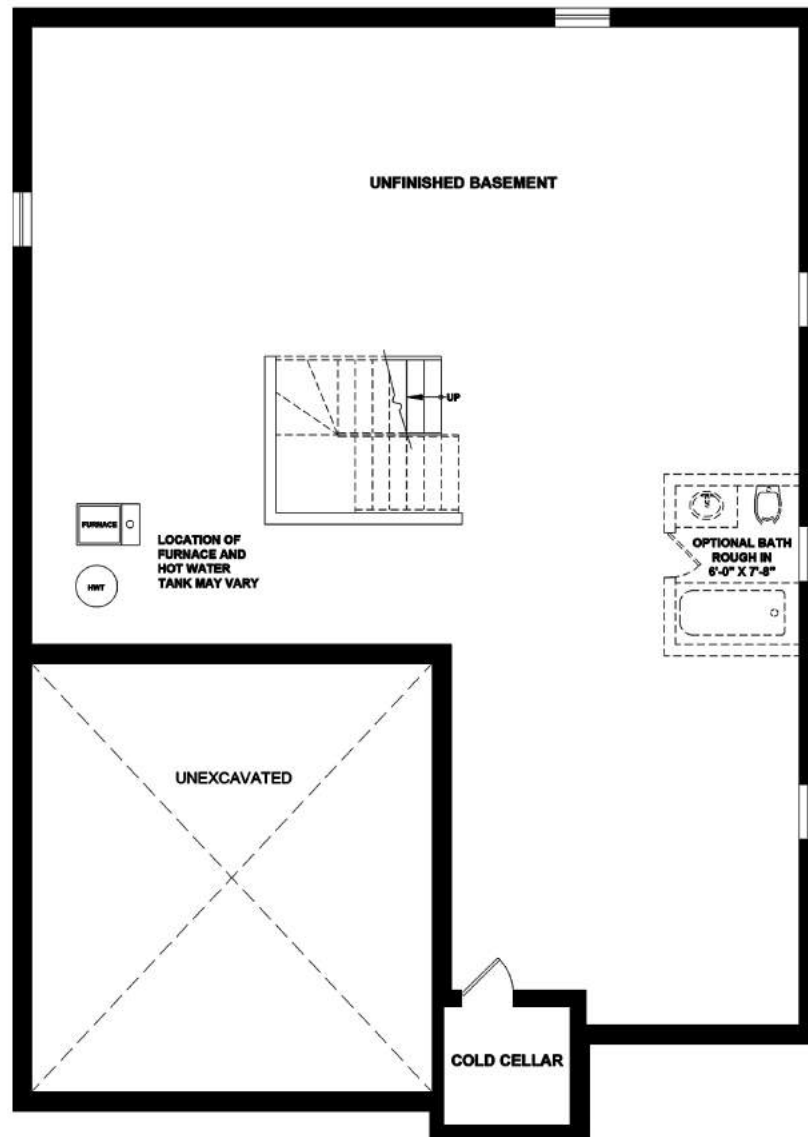 UNFINISHED BASEMENT
UP
FURNACE
LOCATION OF
FURNACE AND
HOT WATER
TANK MAY VARY
HWT
OPTIONAL BATH
ROUGH IN
6'-0" X 7'-8"
UNEXCAVATED
COLD CELLAR